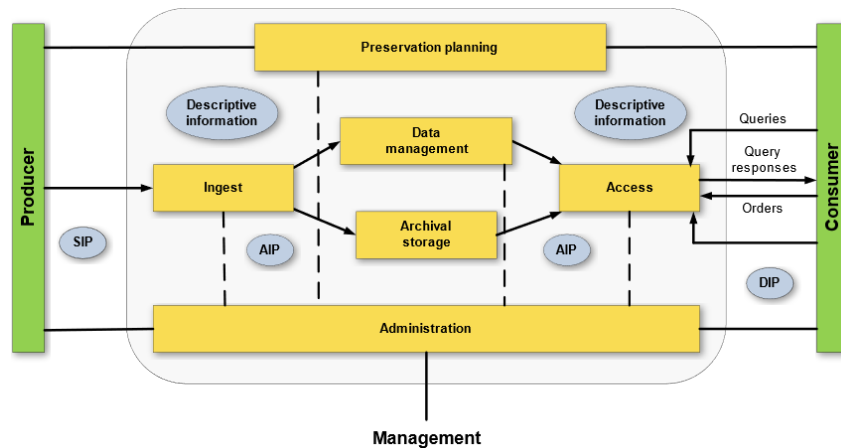 Preservation planning
Descriptive
information
Descriptive
information
Data
management
Queries
Query
responses
Producer
Ingest
Access
Consumer
Orders
Archival
storage
SIP
AIP
AIP
DIP
Administration
Management